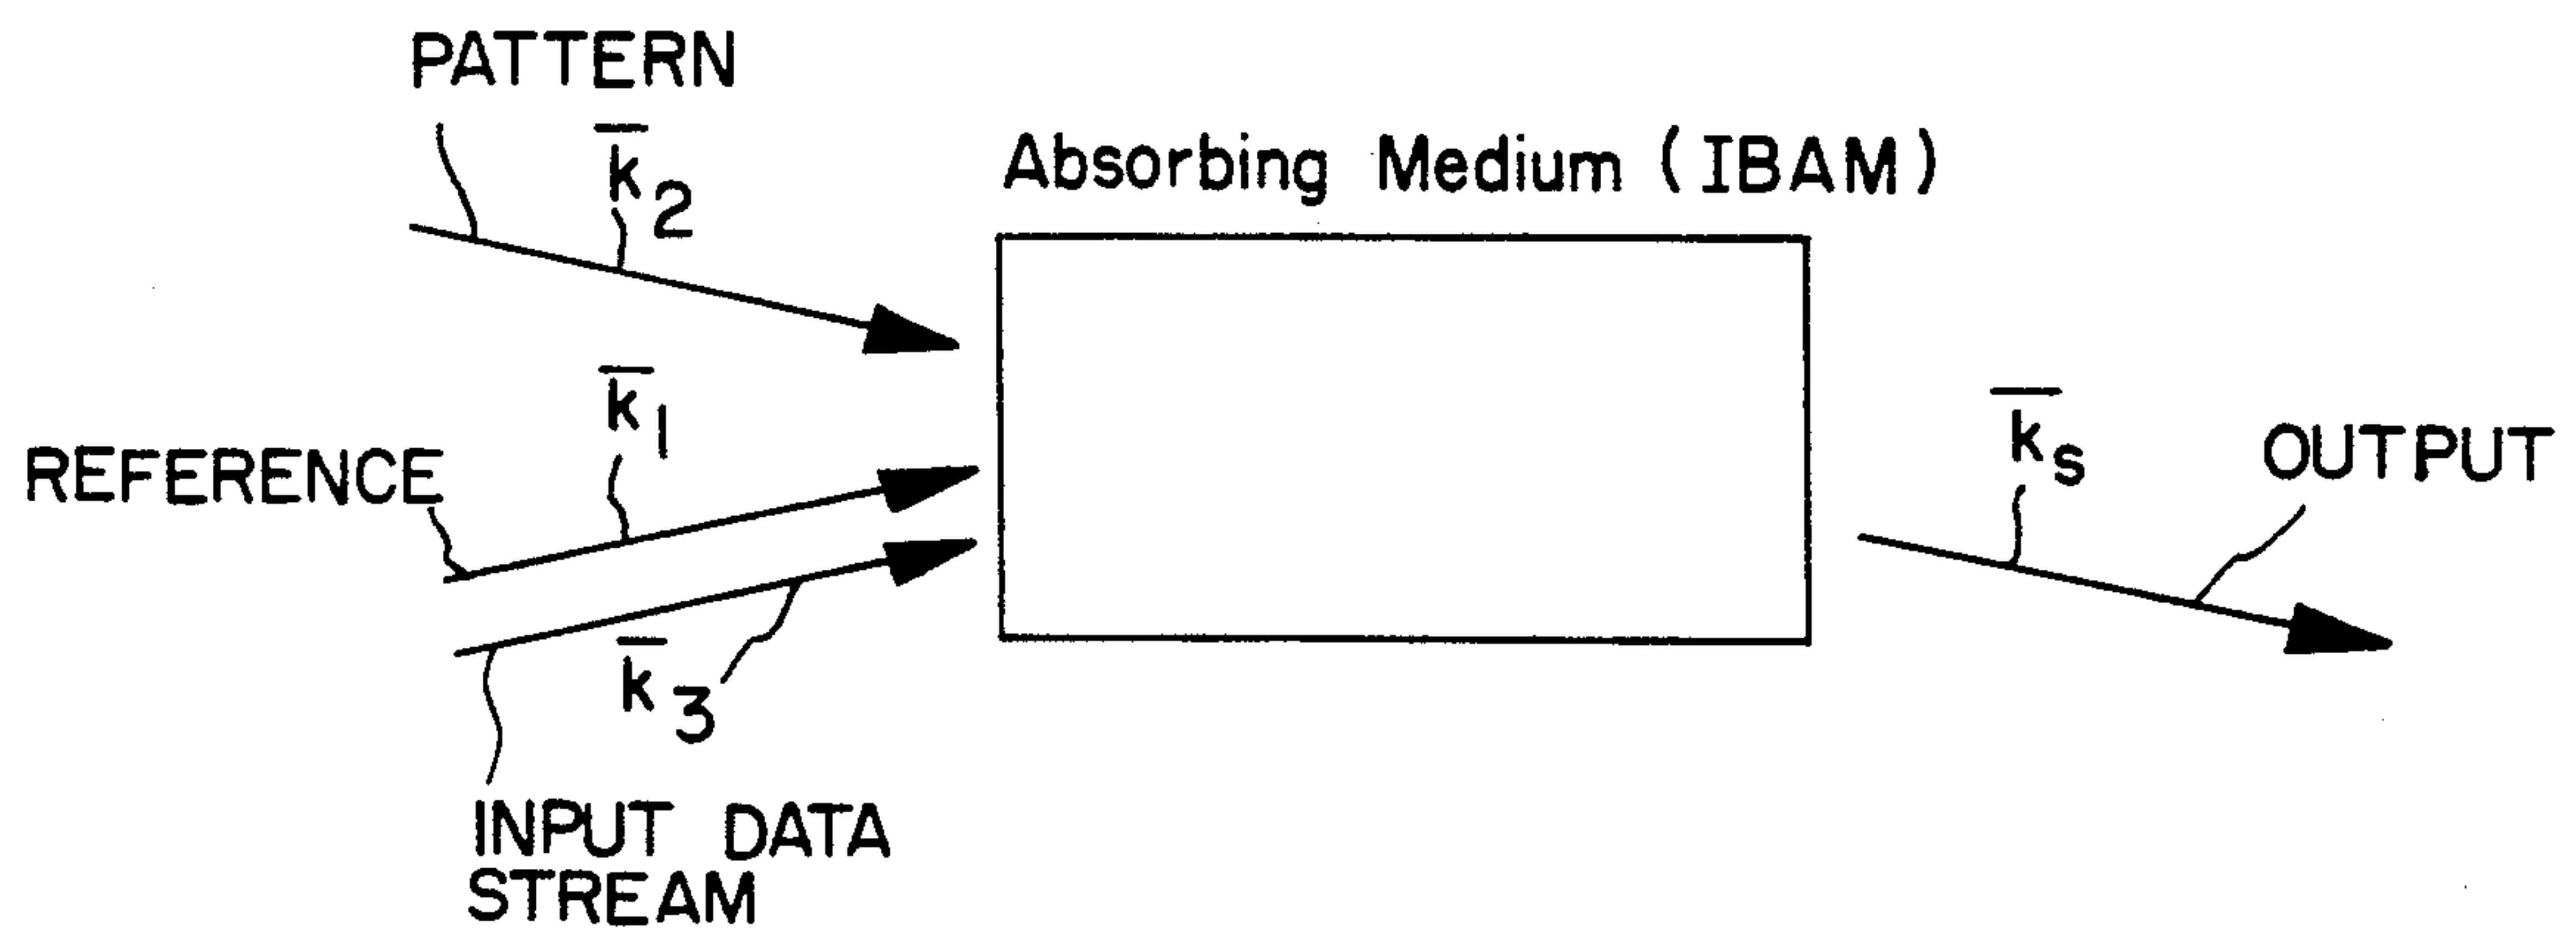 PATTERN
k̅2
Absorbing Medium (IBAM)
k̅1
REFERENCE
k̅s
OUTPUT
k̅3
INPUT DATA
STREAM